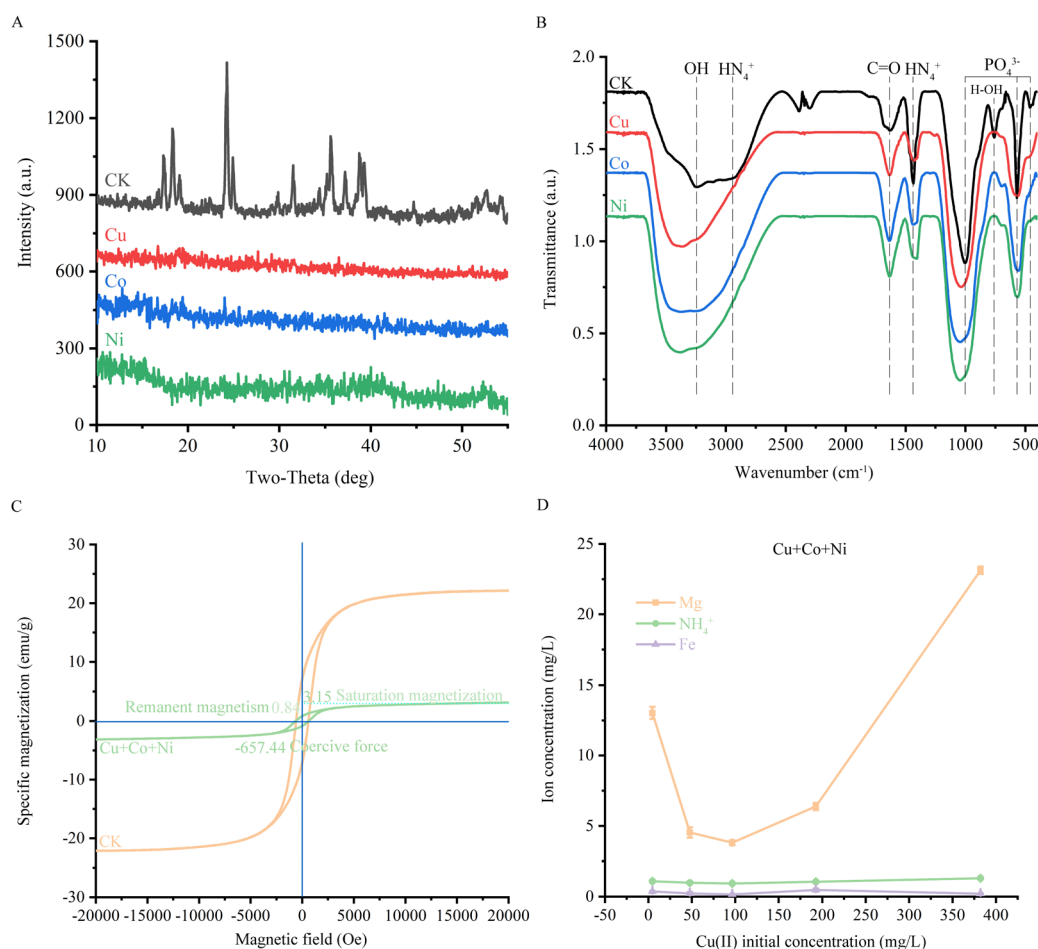 A
1500
1200
900
600
300
0
Intensity (a.u.)
CK
Cu
Co
Ni
10
20
30
40
50
Two-Theta (deg)
B
2.0
1.5
1.0
0.5
0.0
Transmittance (a.u.)
OH
HN₄⁺
C=O
HN₄⁺
PO₄³⁻
H-OH
CK
Cu
Co
Ni
4000
3500
3000
2500
2000
1500
1000
500
Wavenumber (cm⁻¹)
C
30
20
10
0
-10
-20
-30
Specific magnetization (emu/g)
3.15 Saturation magnetization
Remanent magnetism 0.84
Cu+Co+Ni
-657.44 Coercive force
CK
-20000
-15000
-10000
-5000
0
5000
10000
15000
20000
Magnetic field (Oe)
D
25
20
15
10
5
0
Ion concentration (mg/L)
Cu+Co+Ni
Mg
NH₄⁺
Fe
-50
0
50
100
150
200
250
300
350
400
Cu(II) initial concentration (mg/L)